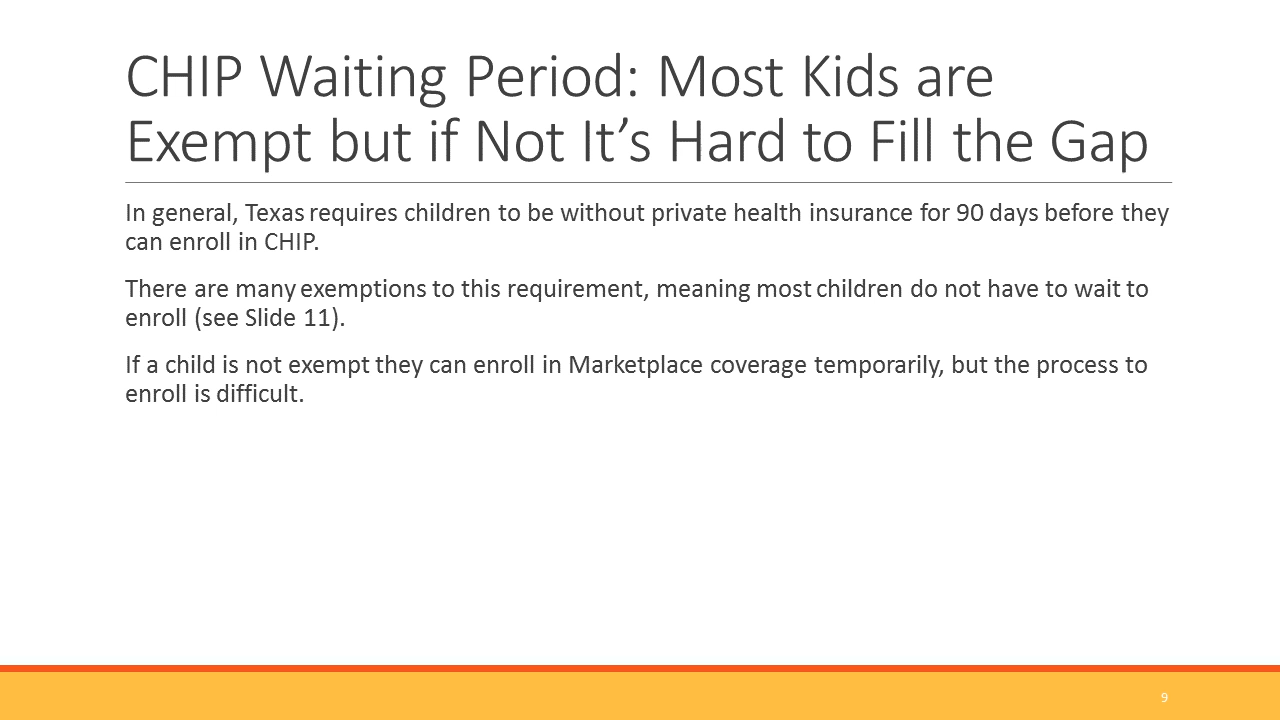 CHIP Waiting Period: Most Kids are
Exempt but if Not It’s Hard to Fill the Gap
In general, Texas requires children to be without private health insurance for 90 days before they
can enroll in CHIP.
There are many exemptions to this requirement, meaning most children do not have to wait to
enroll (see Slide 11).
If a child is not exempt they can enroll in Marketplace coverage temporarily, but the process to
enroll is difficult.
9